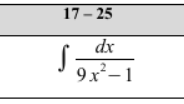 17 – 25
∫ dx / 9x² – 1